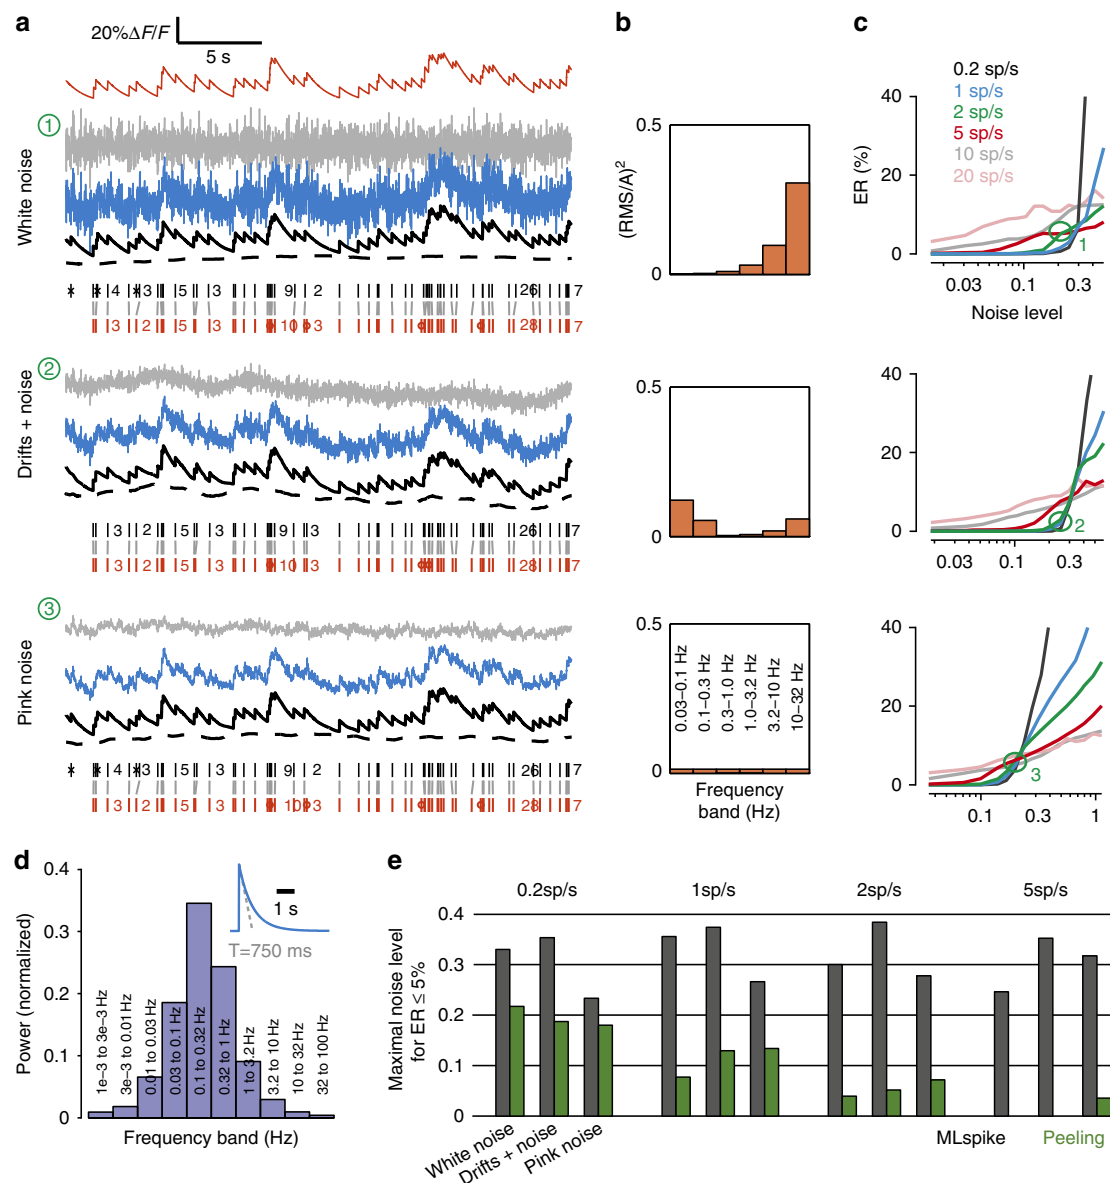 a
20%ΔF/F
5 s
White noise
1
4 3 5 3 9 2 26 7
3 2 5 3 10 3 28 7
Drifts + noise
2
3 2 5 3 9 3 26 7
3 2 5 3 10 3 28 7
Pink noise
3
4 3 5 3 9 2 26 7
3 2 5 3 10 3 28 7
b
(RMS/A)²
0.5
0
0.5
0
0.5
0
0.03–0.1 Hz
0.1–0.3 Hz
0.3–1.0 Hz
1.0–3.2 Hz
3.2–10 Hz
10–32 Hz
Frequency
band (Hz)
c
0.2 sp/s
1 sp/s
2 sp/s
5 sp/s
10 sp/s
20 sp/s
ER (%)
40
20
0
1
0.03 0.1 0.3
Noise level
40
20
0
2
0.03 0.1 0.3
40
20
0
3
0.1 0.3 1
d
Power (normalized)
0.4
0.3
0.2
0.1
0
1 s
T=750 ms
1e−3 to 3e−3 Hz
3e−3 to 0.01 Hz
0.01 to 0.03 Hz
0.03 to 0.1 Hz
0.1 to 0.32 Hz
0.32 to 1 Hz
1 to 3.2 Hz
3.2 to 10 Hz
10 to 32 Hz
32 to 100 Hz
Frequency band (Hz)
e
0.2sp/s 1sp/s 2sp/s 5sp/s
Maximal noise level
for ER ≤ 5%
0.4
0.3
0.2
0.1
0
White noise
Drifts + noise
Pink noise
MLspike Peeling